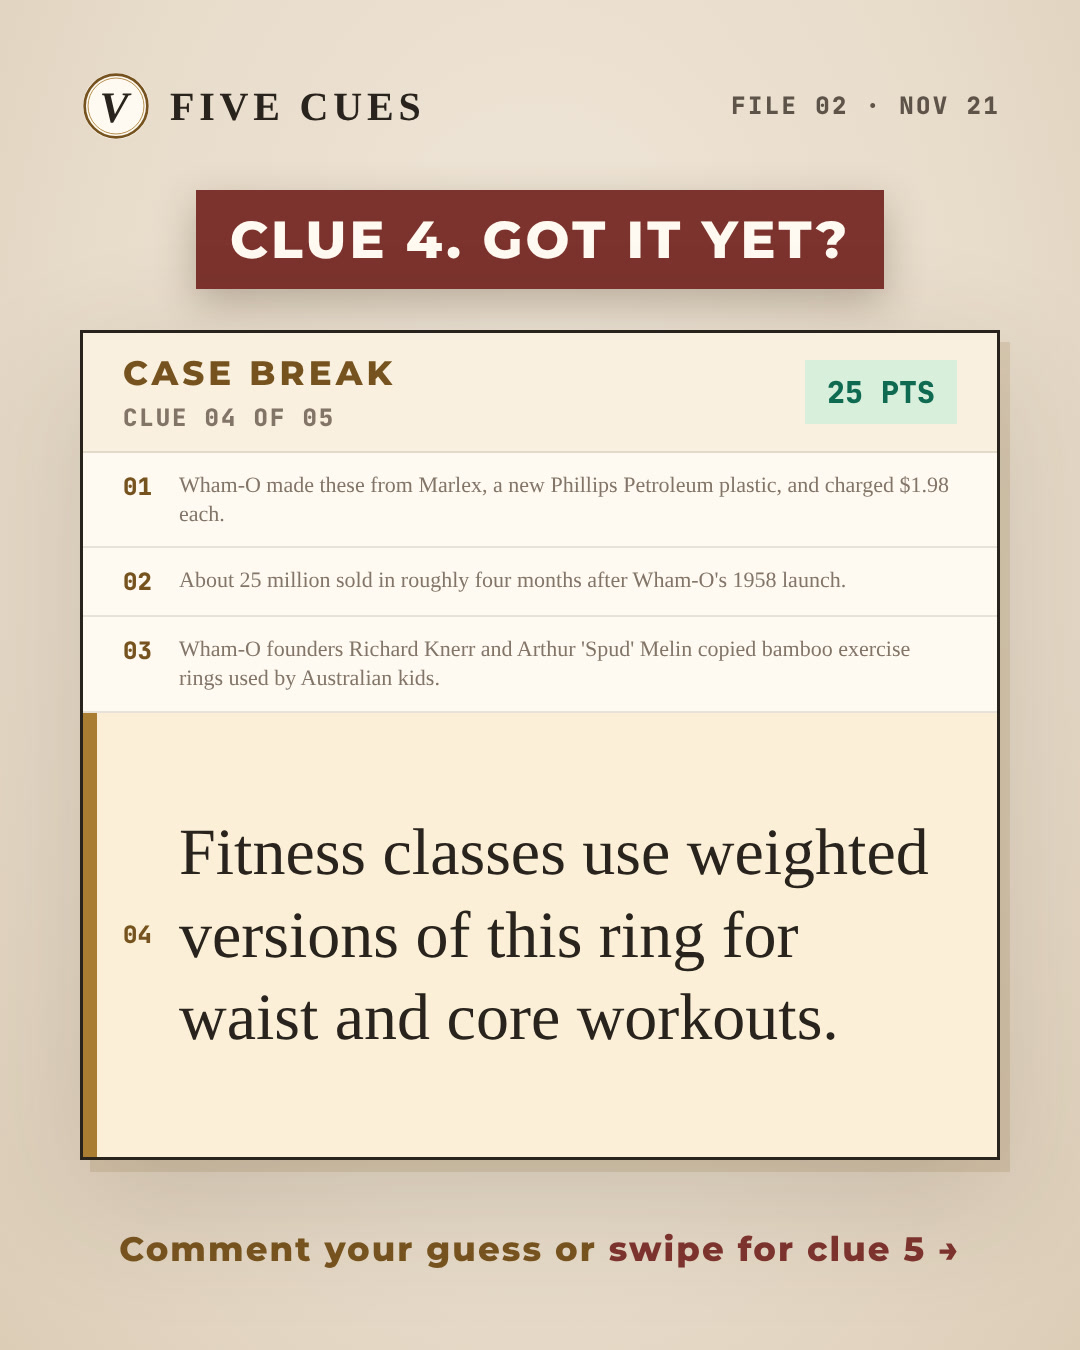 V FIVE CUES
FILE 02 · NOV 21
CLUE 4. GOT IT YET?
CASE BREAK
CLUE 04 OF 05
25 PTS
01 Wham-O made these from Marlex, a new Phillips Petroleum plastic, and charged $1.98
each.
02 About 25 million sold in roughly four months after Wham-O's 1958 launch.
03 Wham-O founders Richard Knerr and Arthur 'Spud' Melin copied bamboo exercise
rings used by Australian kids.
Fitness classes use weighted
04 versions of this ring for
waist and core workouts.
Comment your guess or swipe for clue 5 →